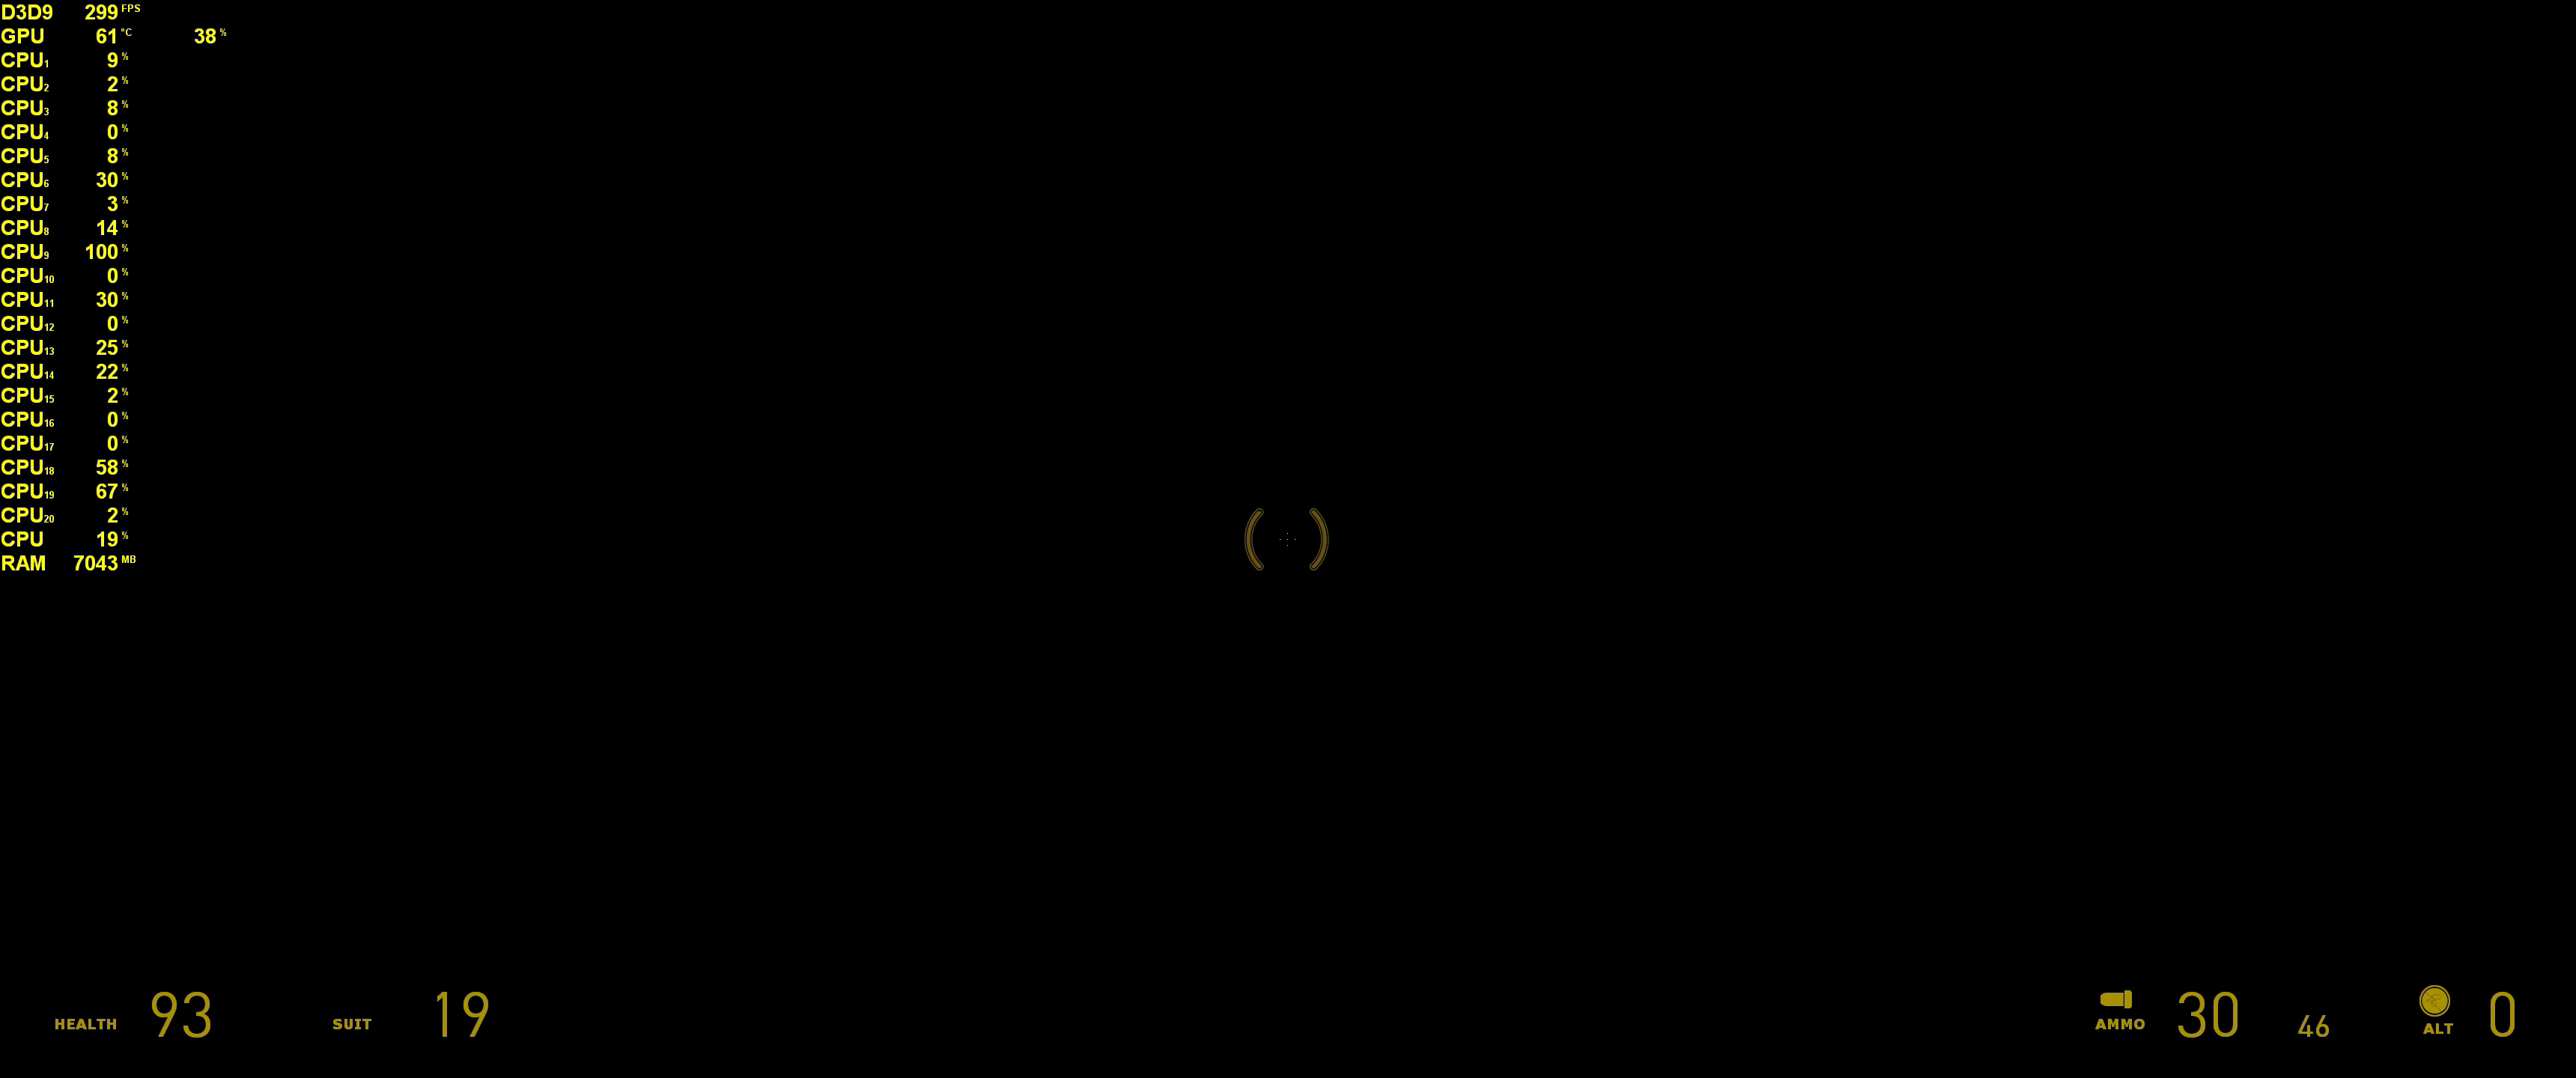 D3D9 299 FPS
GPU 61 °C 38 %
CPU1 9 %
CPU2 2 %
CPU3 8 %
CPU4 0 %
CPU5 8 %
CPU6 30 %
CPU7 3 %
CPU8 14 %
CPU9 100 %
CPU10 0 %
CPU11 30 %
CPU12 0 %
CPU13 25 %
CPU14 22 %
CPU15 2 %
CPU16 0 %
CPU17 0 %
CPU18 58 %
CPU19 67 %
CPU20 2 %
CPU 19 %
RAM 7043 MB
HEALTH 93 SUIT 19 AMMO 30 46 ALT 0